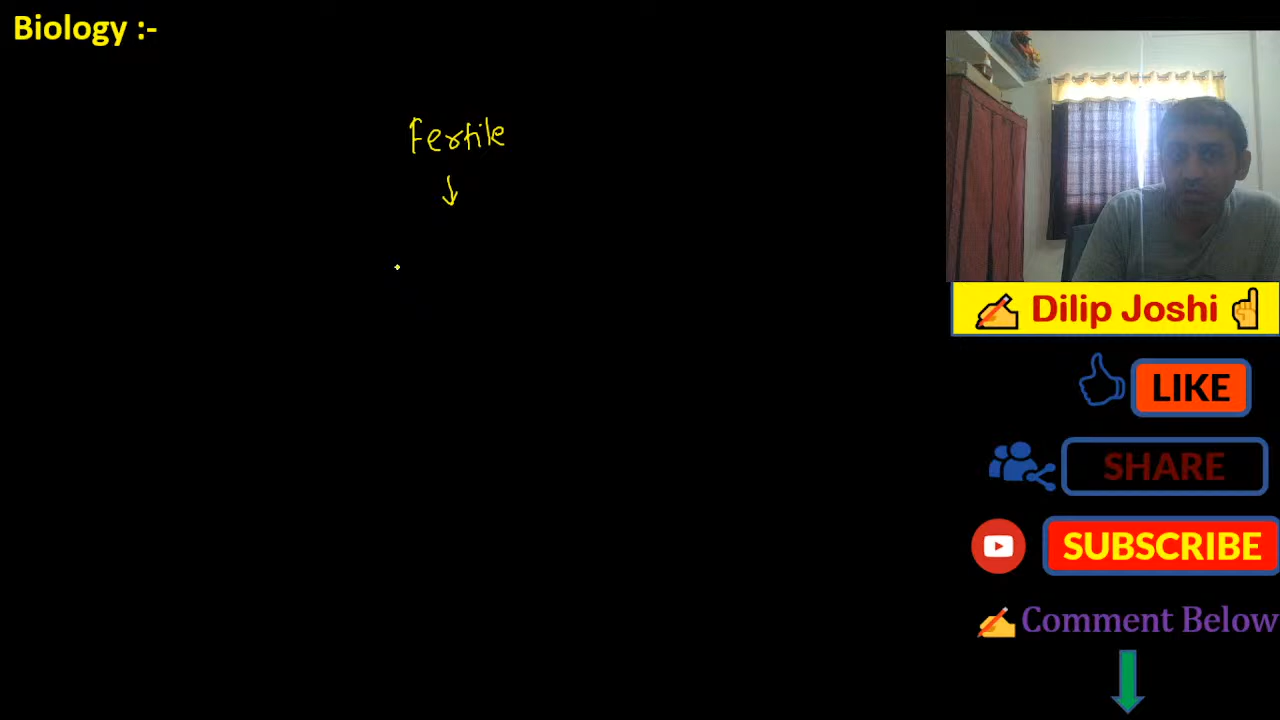 Biology :-
Fertile
Dilip Joshi
LIKE
SHARE
SUBSCRIBE
Comment Below